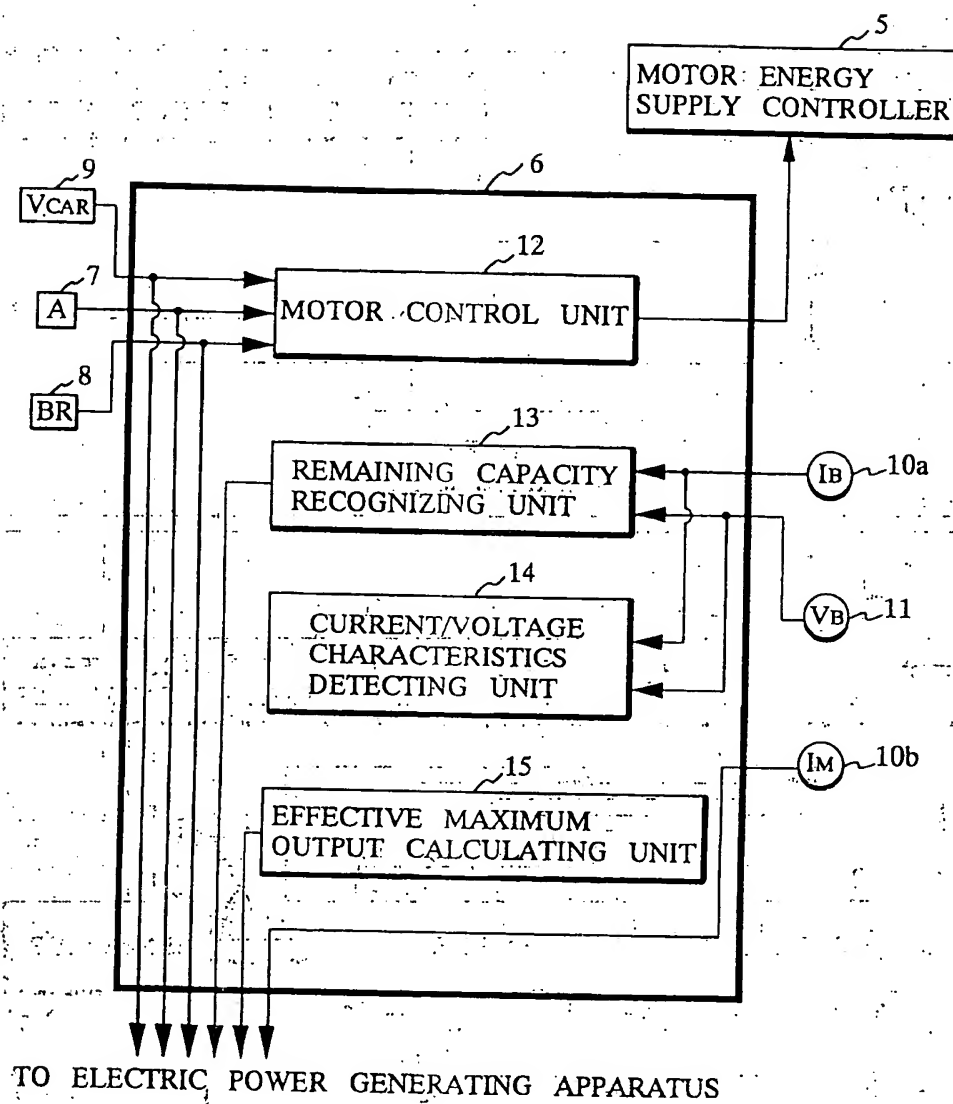 5
MOTOR ENERGY
SUPPLY CONTROLLER
9
VCAR
6
7
A
12
MOTOR CONTROL UNIT
8
BR
13
REMAINING CAPACITY
RECOGNIZING UNIT
IB
10a
14
CURRENT/VOLTAGE
CHARACTERISTICS
DETECTING UNIT
VB
11
IM
10b
15
EFFECTIVE MAXIMUM
OUTPUT CALCULATING UNIT
TO ELECTRIC POWER GENERATING APPARATUS